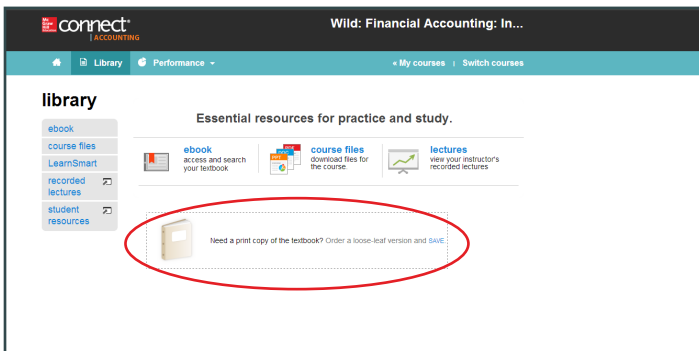 Mc Graw Hill Education connect®
| ACCOUNTING
Wild: Financial Accounting: In...
Library
Performance
« My courses | Switch courses
library
Essential resources for practice and study.
ebook
course files
LearnSmart
recorded
lectures
student
resources
ebook
access and search
your textbook
course files
download files for
the course
lectures
view your instructor's
recorded lectures
Need a print copy of the textbook? Order a loose-leaf version and SAVE.